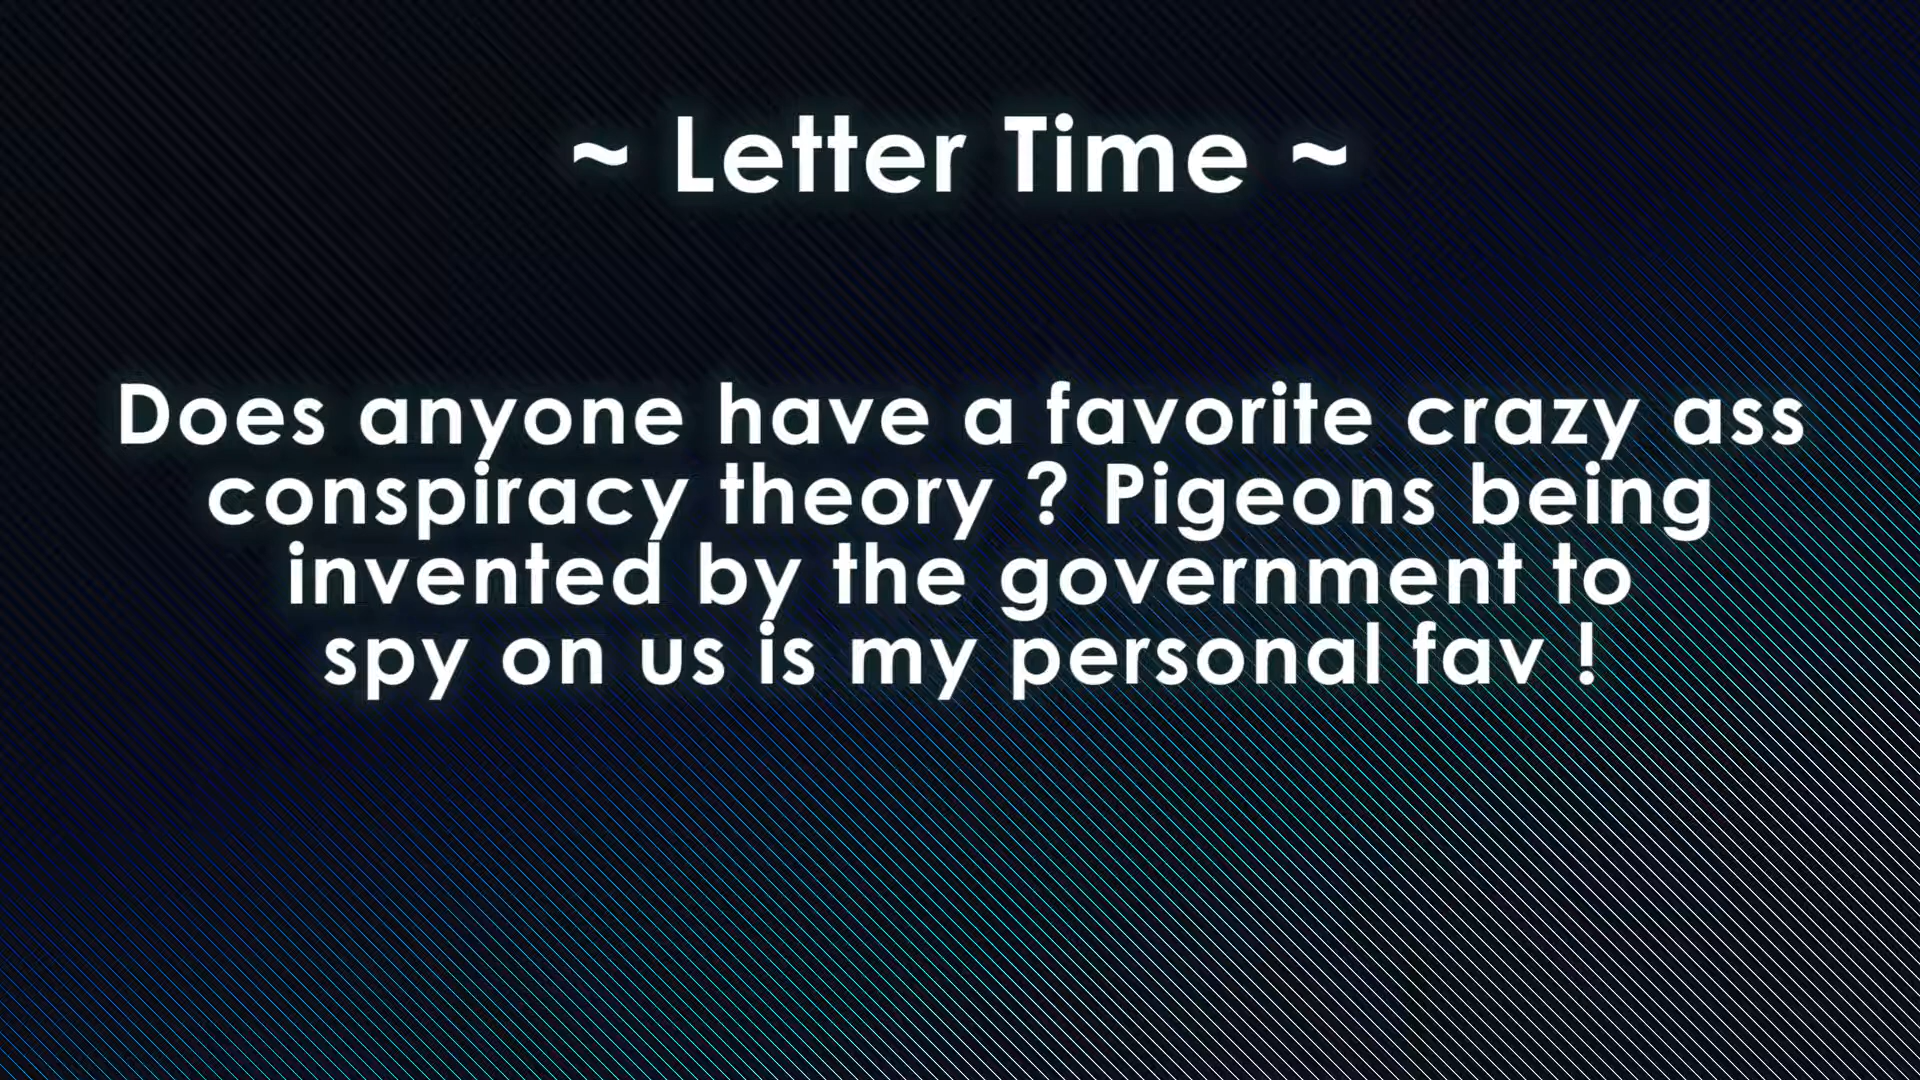 ~ Letter Time ~
Does anyone have a favorite crazy ass
conspiracy theory ? Pigeons being
invented by the government to
spy on us is my personal fav !